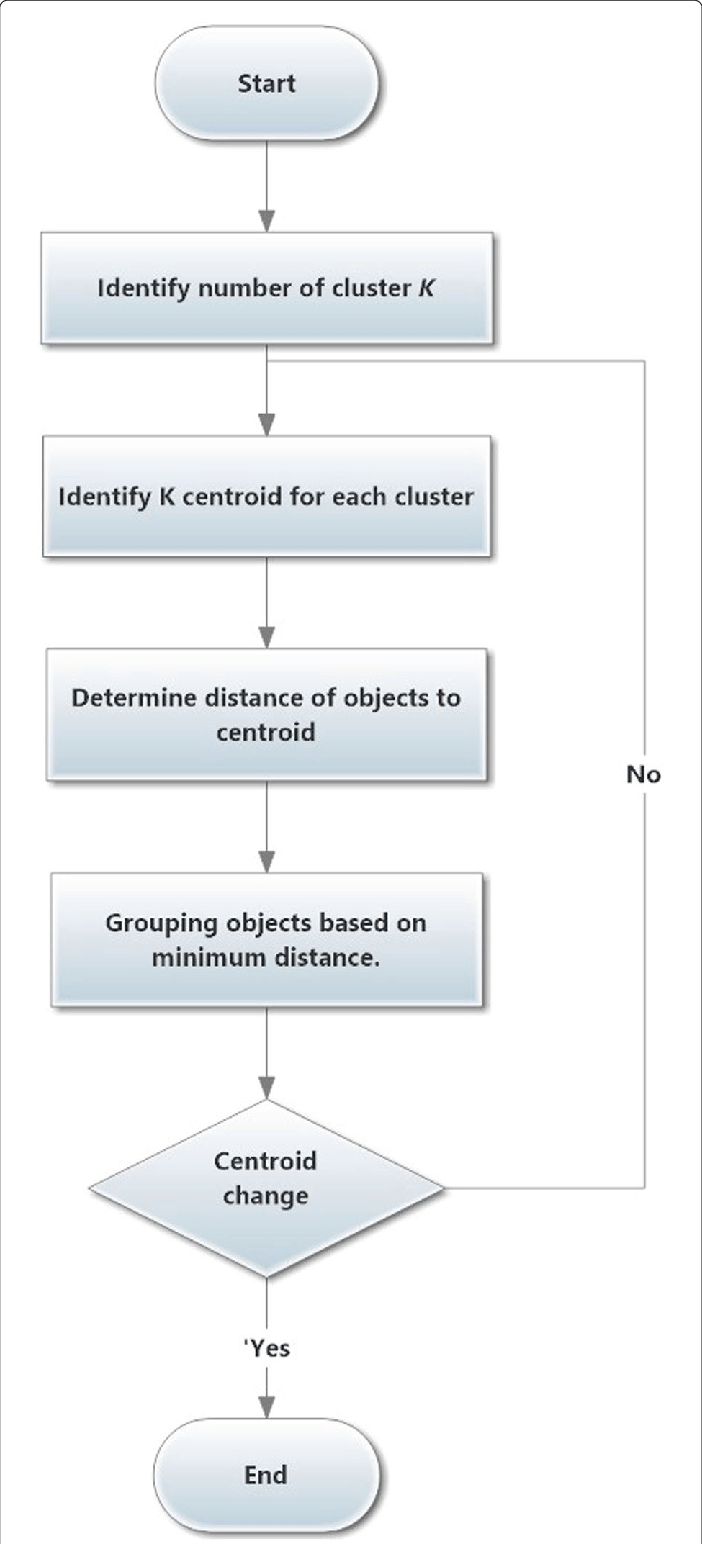 Start
Identify number of cluster K
Identify K centroid for each cluster
Determine distance of objects to
centroid
No
Grouping objects based on
minimum distance.
Centroid
change
'Yes
End